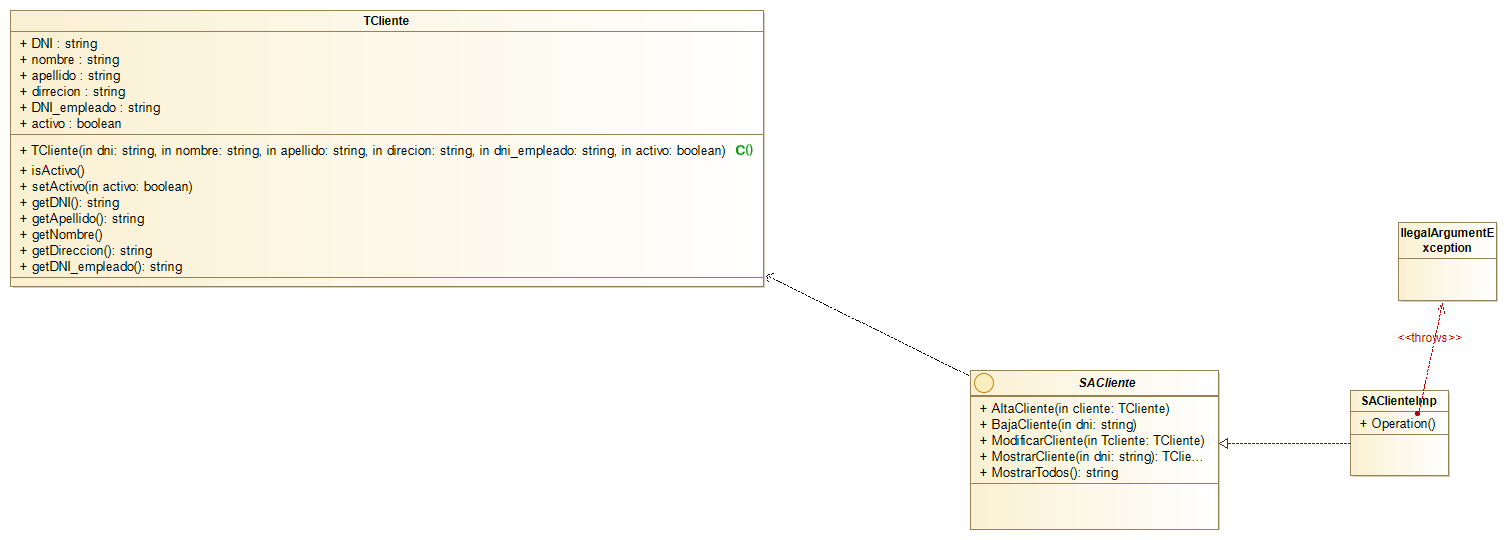 TCliente
+ DNI : string
+ nombre : string
+ apellido : string
+ dirrecion : string
+ DNI_empleado : string
+ activo : boolean
+ TCliente(in dni: string, in nombre: string, in apellido: string, in direcion: string, in dni_empleado: string, in activo: boolean) C()
+ isActivo()
+ setActivo(in activo: boolean)
+ getDNI(): string
+ getApellido(): string
+ getNombre()
+ getDireccion(): string
+ getDNI_empleado(): string
IlegalArgumentE
xception
<<throws>>
SACliente
+ AltaCliente(in cliente: TCliente)
+ BajaCliente(in dni: string)
+ ModificarCliente(in Tcliente: TCliente)
+ MostrarCliente(in dni: string): TClie...
+ MostrarTodos(): string
SAClienteImp
+ Operation()